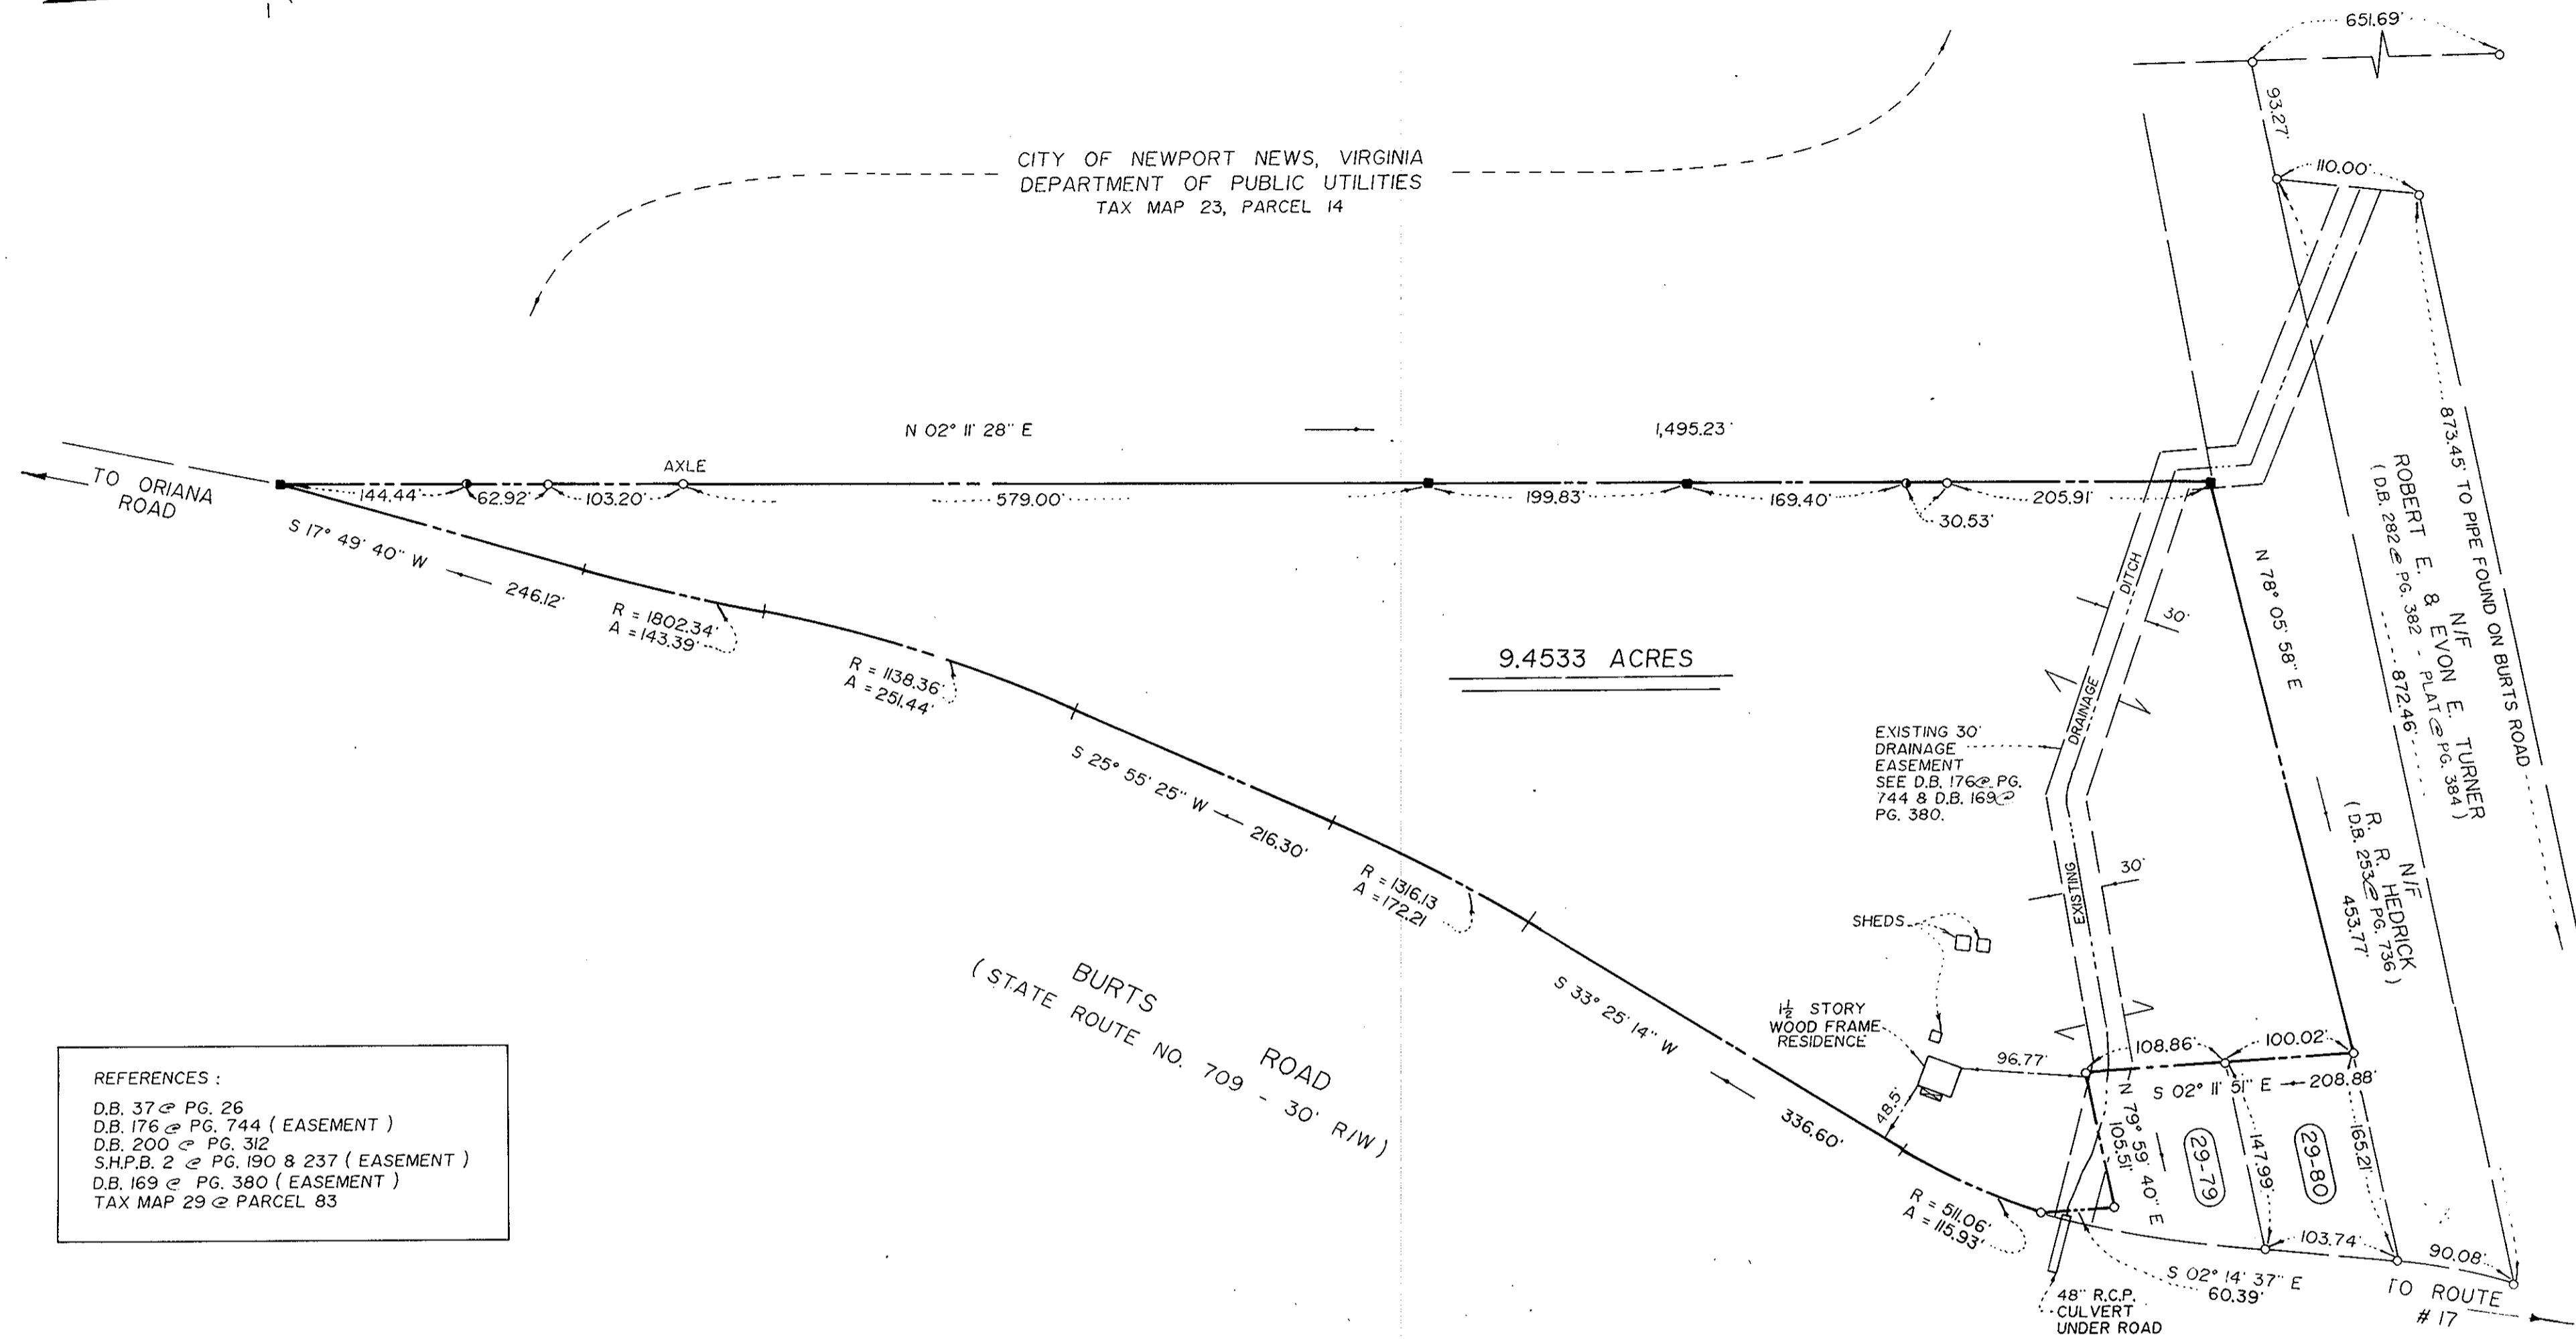 651.69'
93.27'
110.00'
CITY OF NEWPORT NEWS, VIRGINIA
DEPARTMENT OF PUBLIC UTILITIES
TAX MAP 23, PARCEL 14
N 02° 11' 28" E
1,495.23'
TO ORIANA
ROAD
AXLE
144.44'
62.92'
103.20'
579.00'
199.83'
169.40'
30.53'
205.91'
S 17° 49' 40" W
246.12'
R = 1802.34'
A = 143.39'
R = 1138.36'
A = 251.44'
S 25° 55' 25" W
216.30'
R = 1316.13
A = 172.21
S 33° 25' 14" W
336.60'
R = 511.06'
A = 115.93'
9.4533 ACRES
BURTS
ROAD
( STATE ROUTE NO. 709 - 30' R/W )
EXISTING 30'
DRAINAGE
EASEMENT
SEE D.B. 176 @ PG.
744 & D.B. 169 @
PG. 380.
DITCH
DRAINAGE
EXISTING
30'
30'
SHEDS
1½ STORY
WOOD FRAME
RESIDENCE
96.77'
48.5'
N 78° 05' 58" E
453.77'
873.45' TO PIPE FOUND ON BURTS ROAD
N/F
ROBERT E. & EVON E. TURNER
( D.B. 282 @ PG. 382 - PLAT @ PG. 384 )
872.46'
N/F
R. R. HEDRICK
( D.B. 253 @ PG. 736 )
108.86'
100.02'
S 02° 11' 51" E
208.88'
N 79° 59' 40" E
105.51'
29-79
147.99'
29-80
165.21'
103.74'
90.08'
S 02° 14' 37" E
60.39'
TO ROUTE
# 17
48" R.C.P.
CULVERT
UNDER ROAD
REFERENCES :
D.B. 37 @ PG. 26
D.B. 176 @ PG. 744 ( EASEMENT )
D.B. 200 @ PG. 312
S.H.P.B. 2 @ PG. 190 & 237 ( EASEMENT )
D.B. 169 @ PG. 380 ( EASEMENT )
TAX MAP 29 @ PARCEL 83